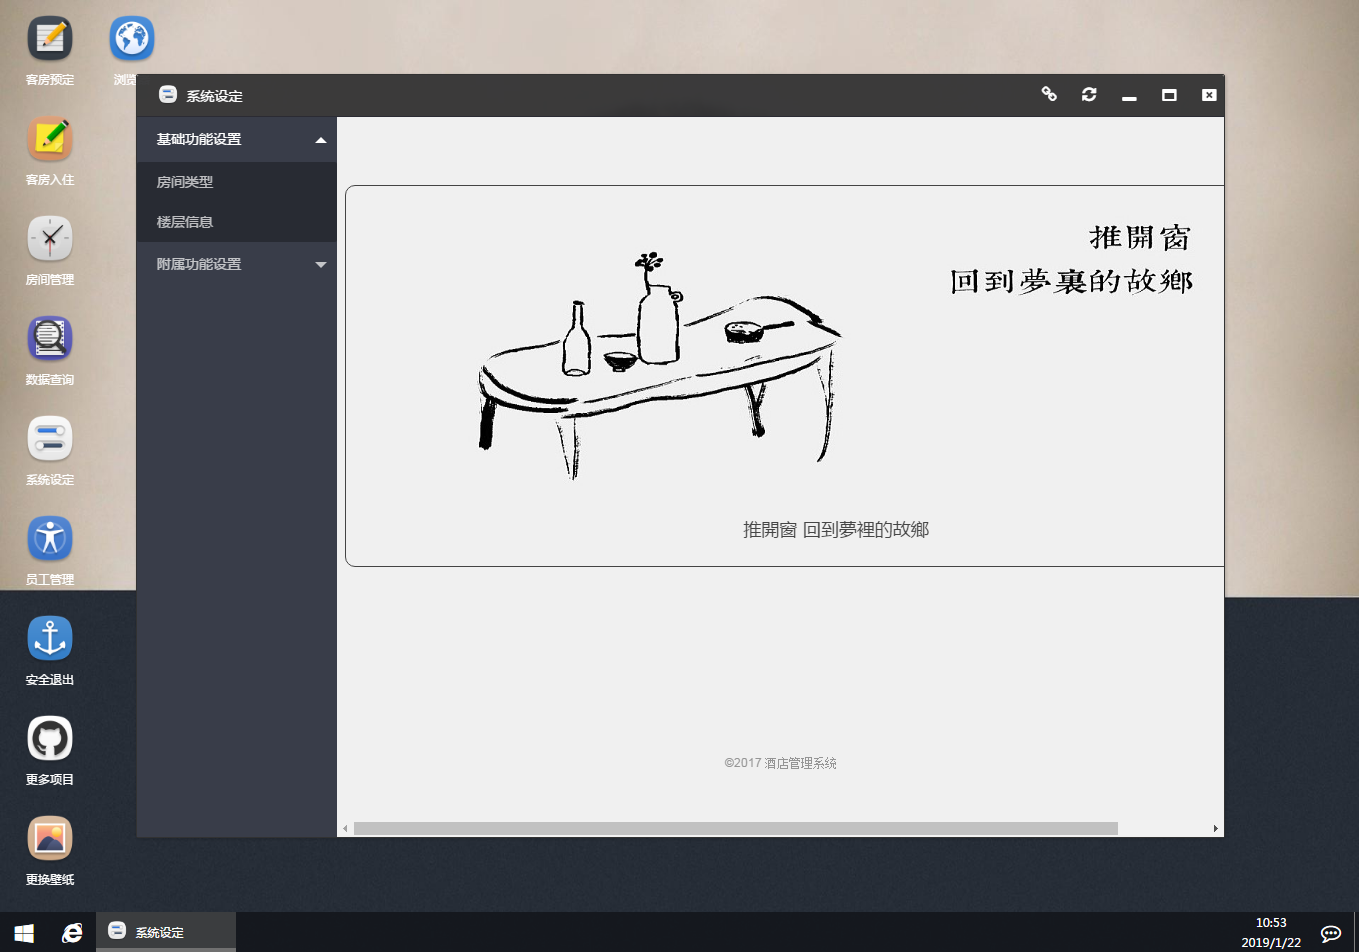 客房预定
浏览
客房入住
房间管理
数据查询
系统设定
员工管理
安全退出
更多项目
更换壁纸
系统设定
基础功能设置
房间类型
楼层信息
附属功能设置
推開窗
回到夢裏的故鄉
推開窗 回到夢裡的故鄉
©2017 酒店管理系统
系统设定
10:53
2019/1/22